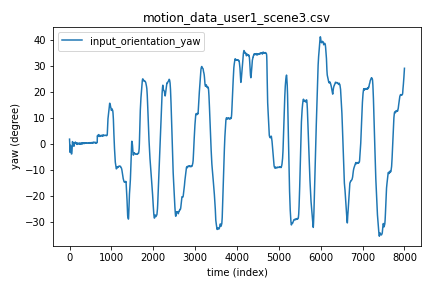 motion_data_user1_scene3.csv
input_orientation_yaw
40
30
20
10
0
−10
−20
−30
yaw (degree)
0 1000 2000 3000 4000 5000 6000 7000 8000
time (index)